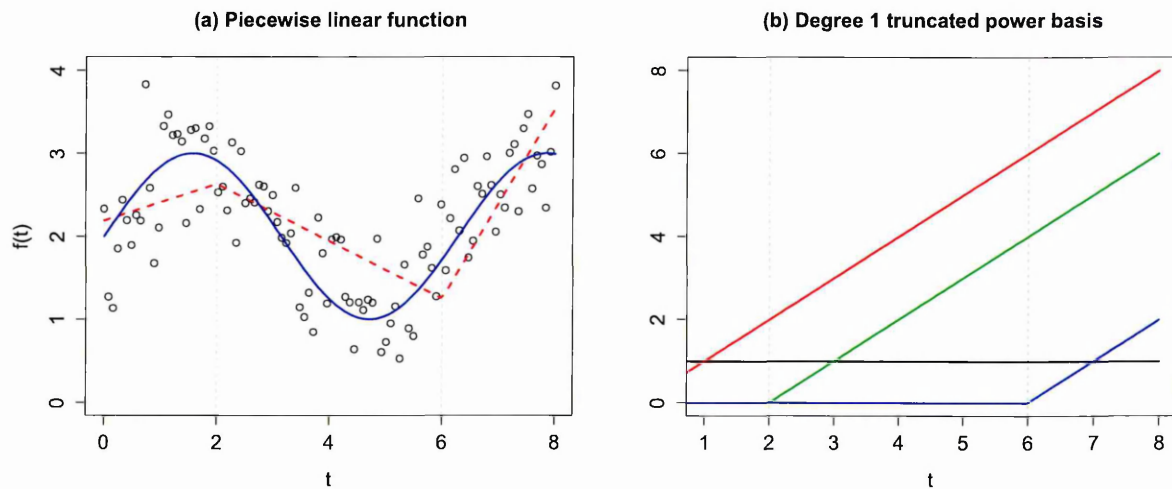 (a) Piecewise linear function
(b) Degree 1 truncated power basis
f(t)
4
3
2
1
0
0 2 4 6 8
t
8
6
4
2
0
1 2 3 4 5 6 7 8
t